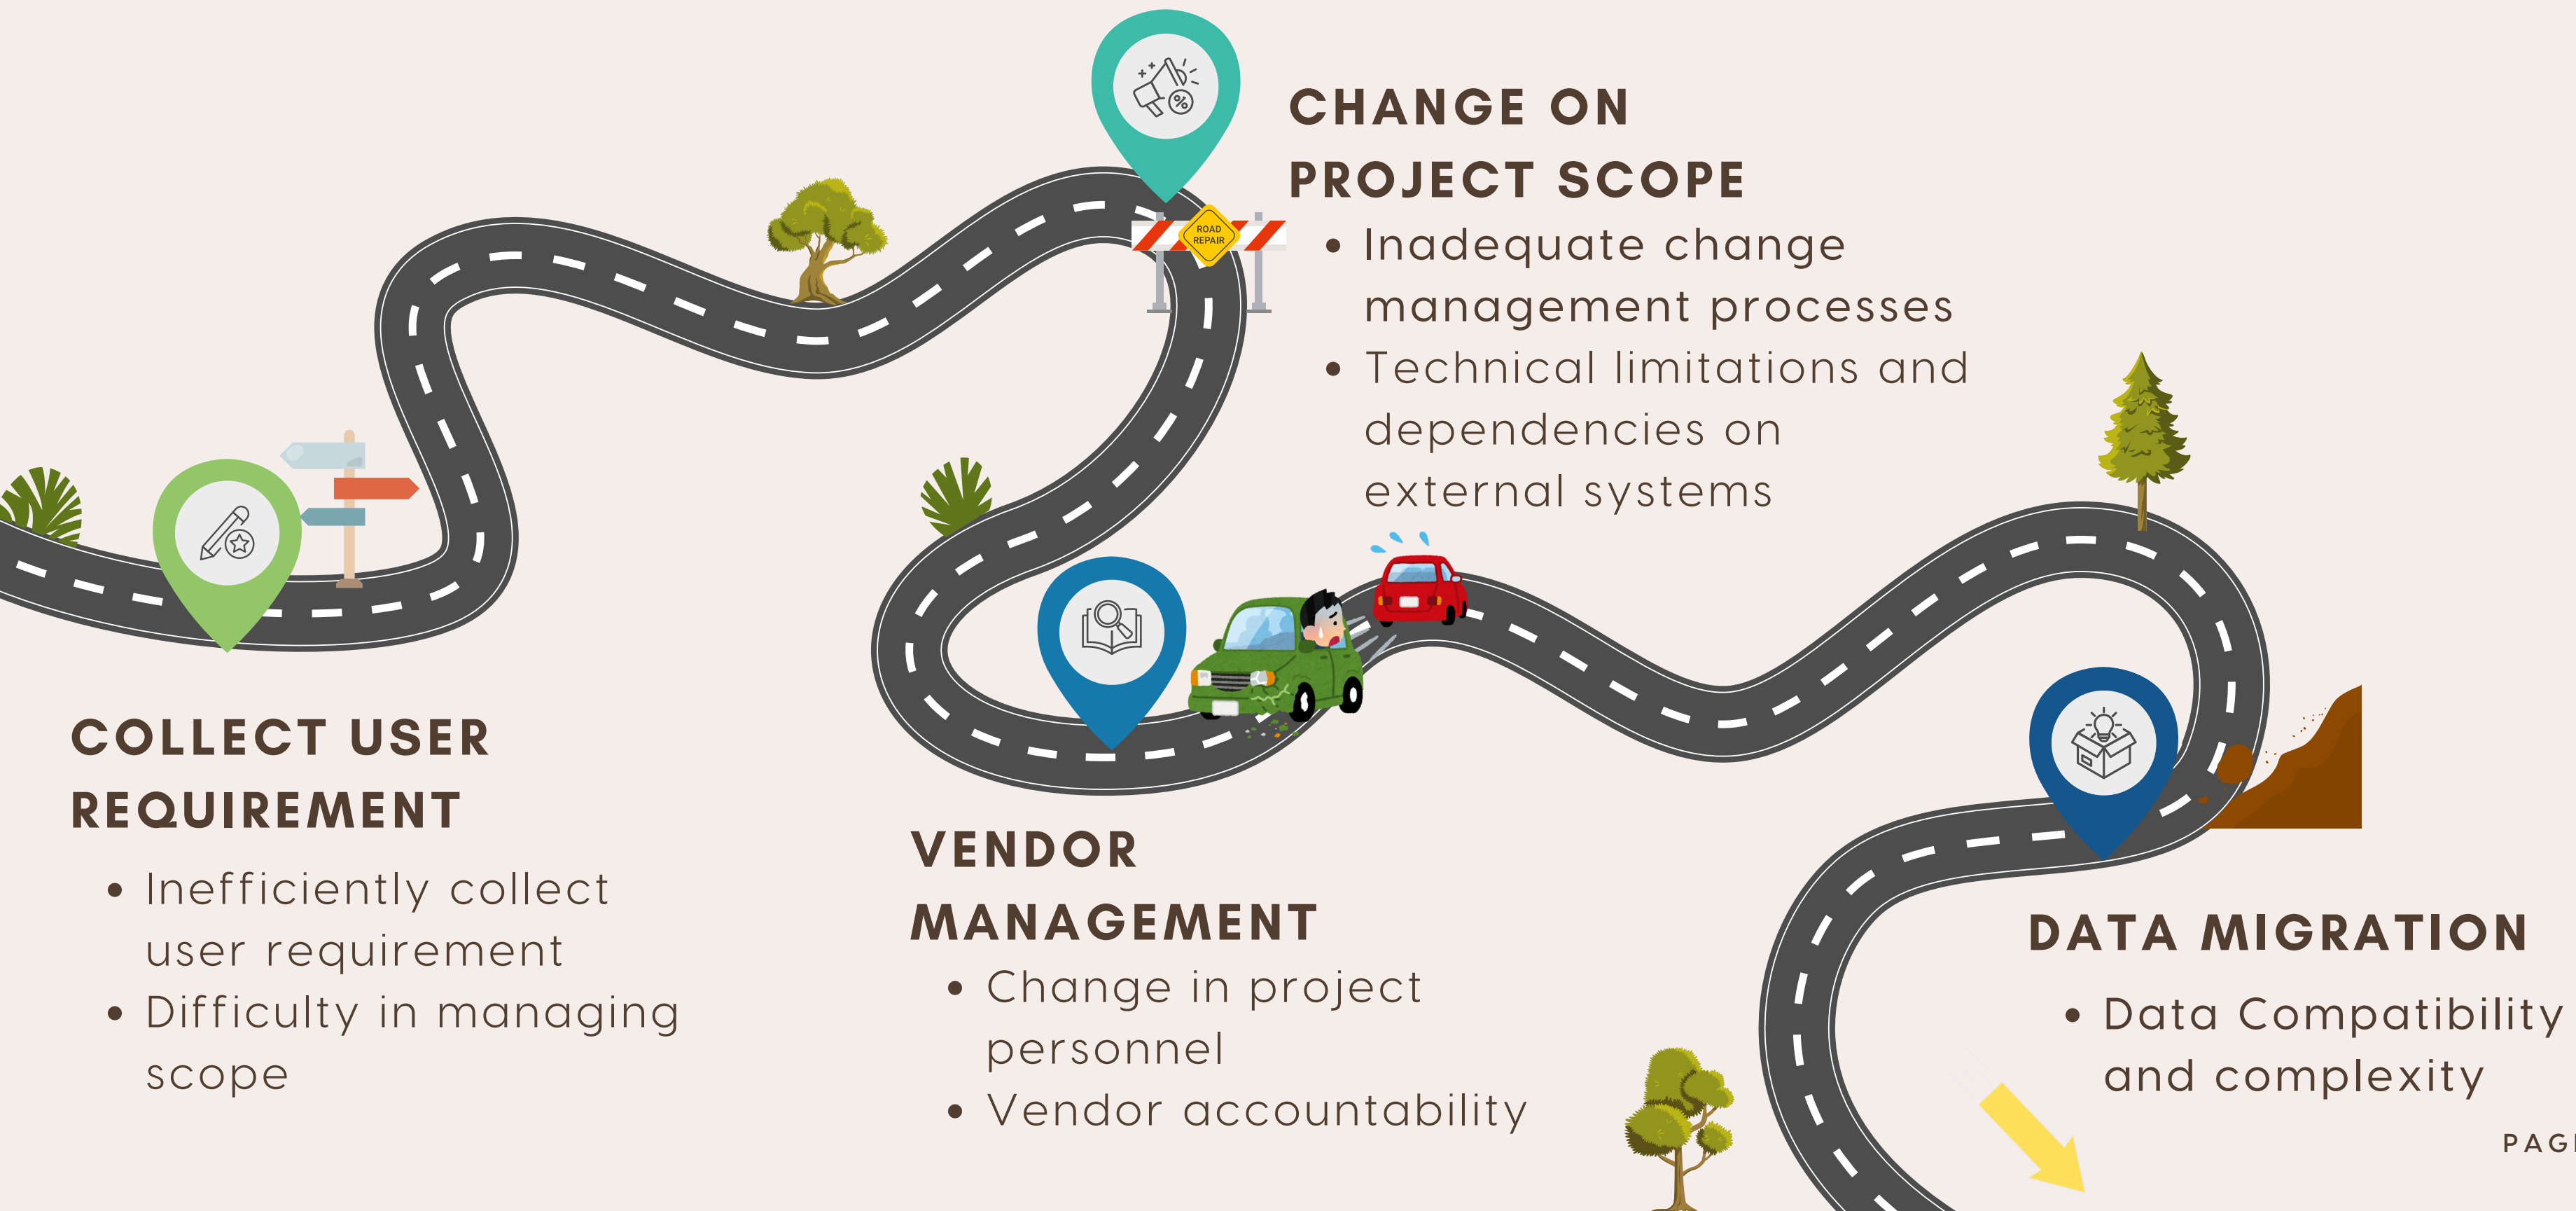 CHANGE ON
PROJECT SCOPE
• Inadequate change
management processes
• Technical limitations and
dependencies on
external systems
ROAD
REPAIR
%
COLLECT USER
REQUIREMENT
• Inefficiently collect
user requirement
• Difficulty in managing
scope
VENDOR
MANAGEMENT
• Change in project
personnel
• Vendor accountability
DATA MIGRATION
• Data Compatibility
and complexity